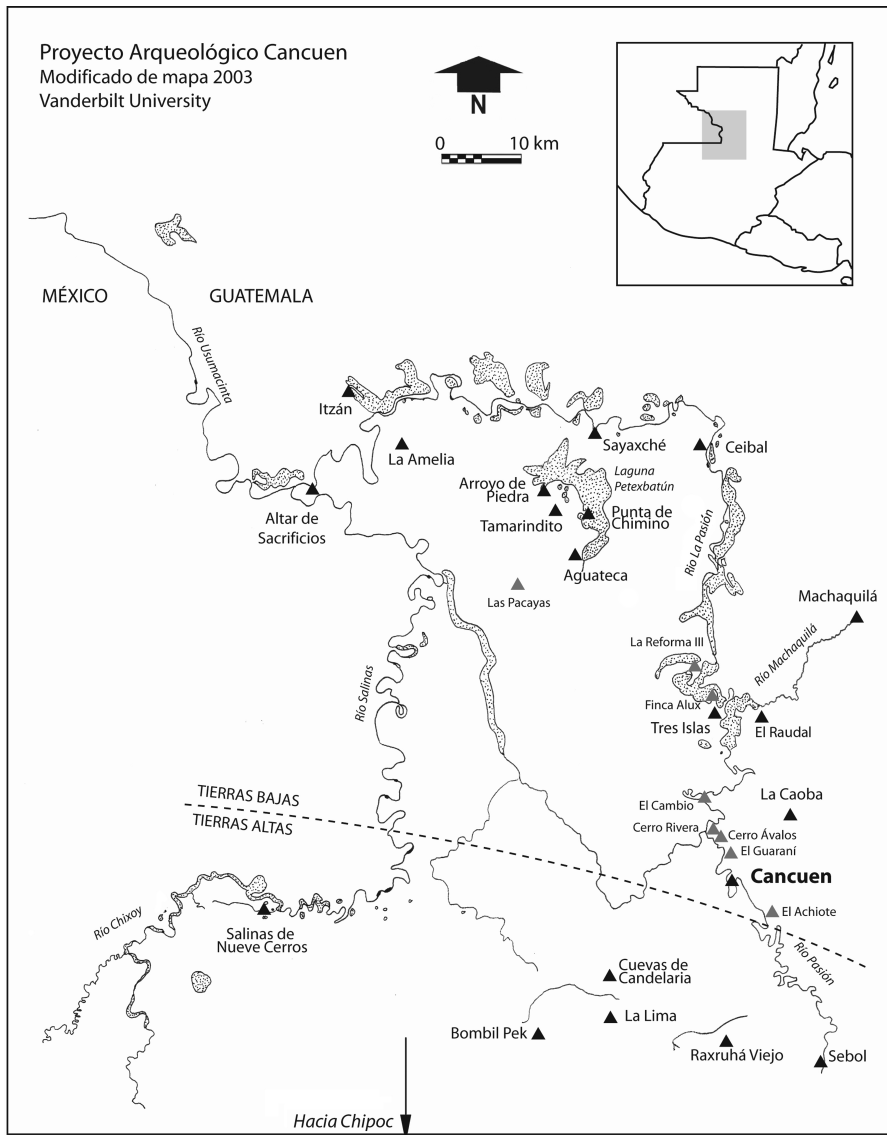 Proyecto Arqueológico Cancuen
Modificado de mapa 2003
Vanderbilt University
N
0 10 km
MÉXICO
GUATEMALA
Río Usumacinta
Itzán
La Amelia
Sayaxché
Ceibal
Laguna
Petexbatún
Arroyo de
Piedra
Altar de
Sacrificios
Tamarindito
Punta de
Chimino
Río La Pasión
Aguateca
Las Pacayas
Machaquilá
La Reforma III
Río Machaquilá
Río Salinas
Finca Alux
Tres Islas
El Raudal
TIERRAS BAJAS
TIERRAS ALTAS
El Cambio
La Caoba
Cerro Rivera
Cerro Ávalos
El Guaraní
Cancuen
El Achiote
Río Chixoy
Salinas de
Nueve Cerros
Río Pasión
Cuevas de
Candelaria
La Lima
Bombil Pek
Raxruhá Viejo
Sebol
Hacia Chipoc